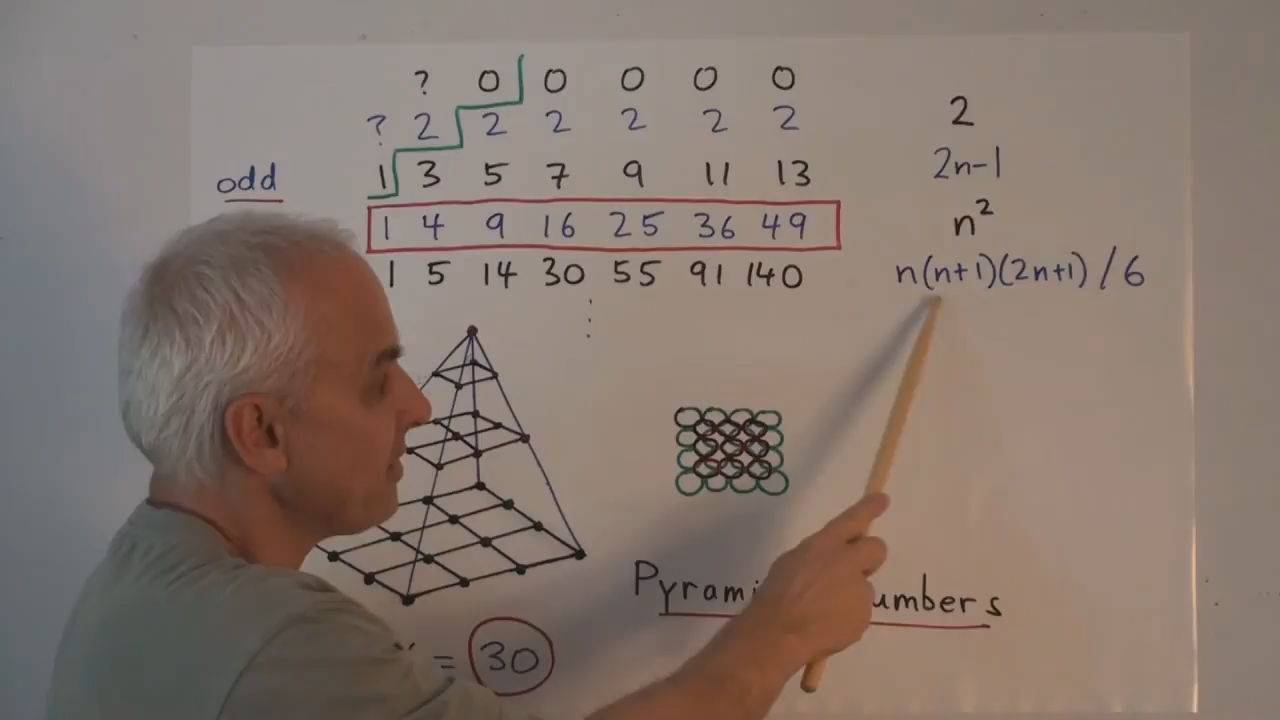 ? 0 0 0 0 0
? 2 2 2 2 2 2 2
odd 1 3 5 7 9 11 13 2n-1
1 4 9 16 25 36 49 n²
1 5 14 30 55 91 140 n(n+1)(2n+1)/6
= 30